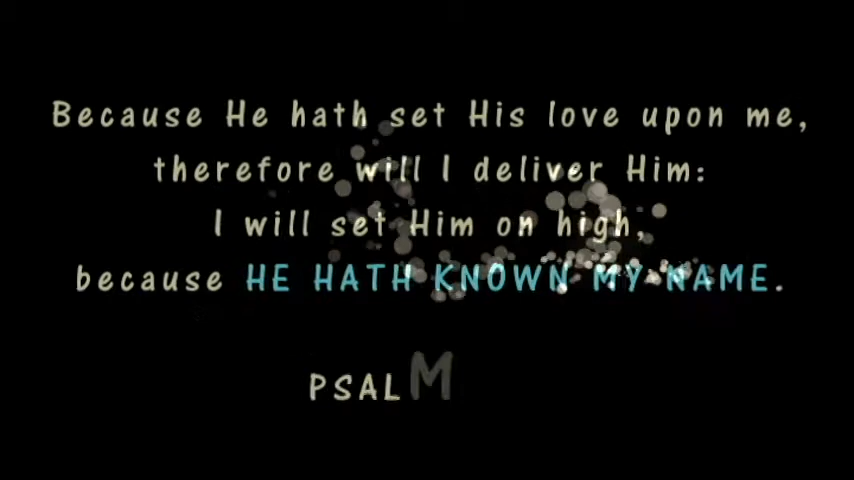 Because He hath set His love upon me,
therefore will I deliver Him:
I will set Him on high,
because HE HATH KNOWN MY NAME.
PSALM